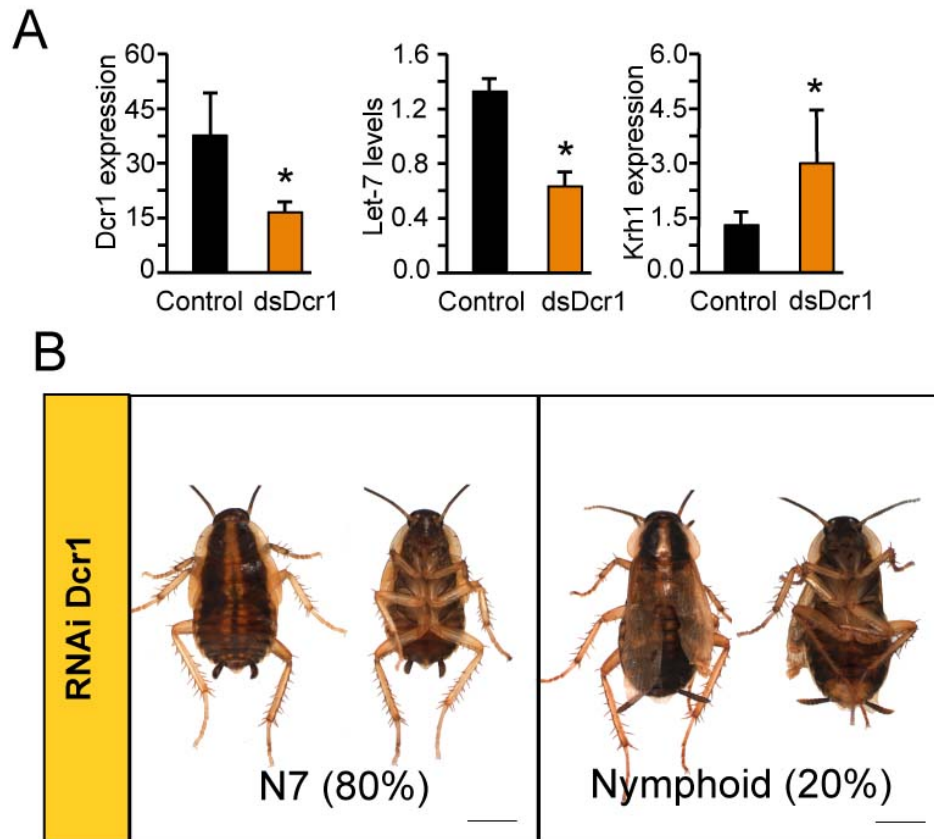 A
Dcr1 expression
60
45
30
15
0
*
Control dsDcr1
Let-7 levels
1.6
1.2
0.8
0.4
0.0
*
Control dsDcr1
Krh1 expression
6.0
4.5
3.0
1.5
0.0
*
Control dsDcr1
B
RNAi Dcr1
N7 (80%)
Nymphoid (20%)